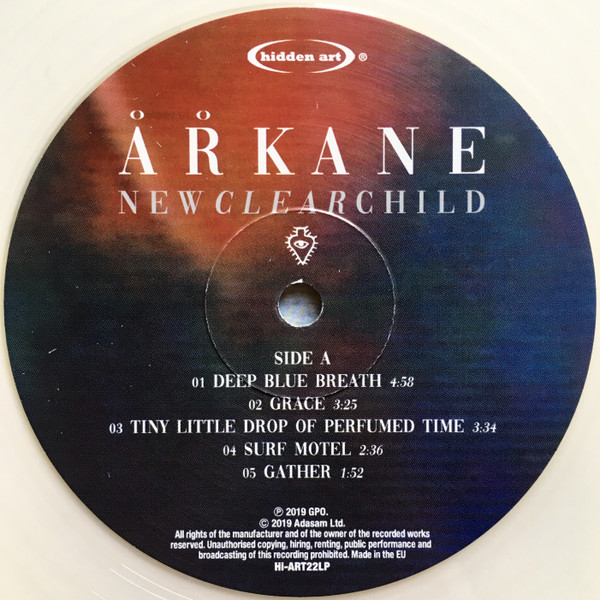 hidden art ®
ÅR̊KANE
NEWCLEARCHILD
SIDE A
01 DEEP BLUE BREATH 4:58
02 GRACE 3:25
03 TINY LITTLE DROP OF PERFUMED TIME 3:34
04 SURF MOTEL 2:36
05 GATHER 1:52
℗ 2019 GPO.
© 2019 Adasam Ltd.
All rights of the manufacturer and of the owner of the recorded works
reserved. Unauthorised copying, hiring, renting, public performance and
broadcasting of this recording prohibited. Made in the EU
HI-ART22LP